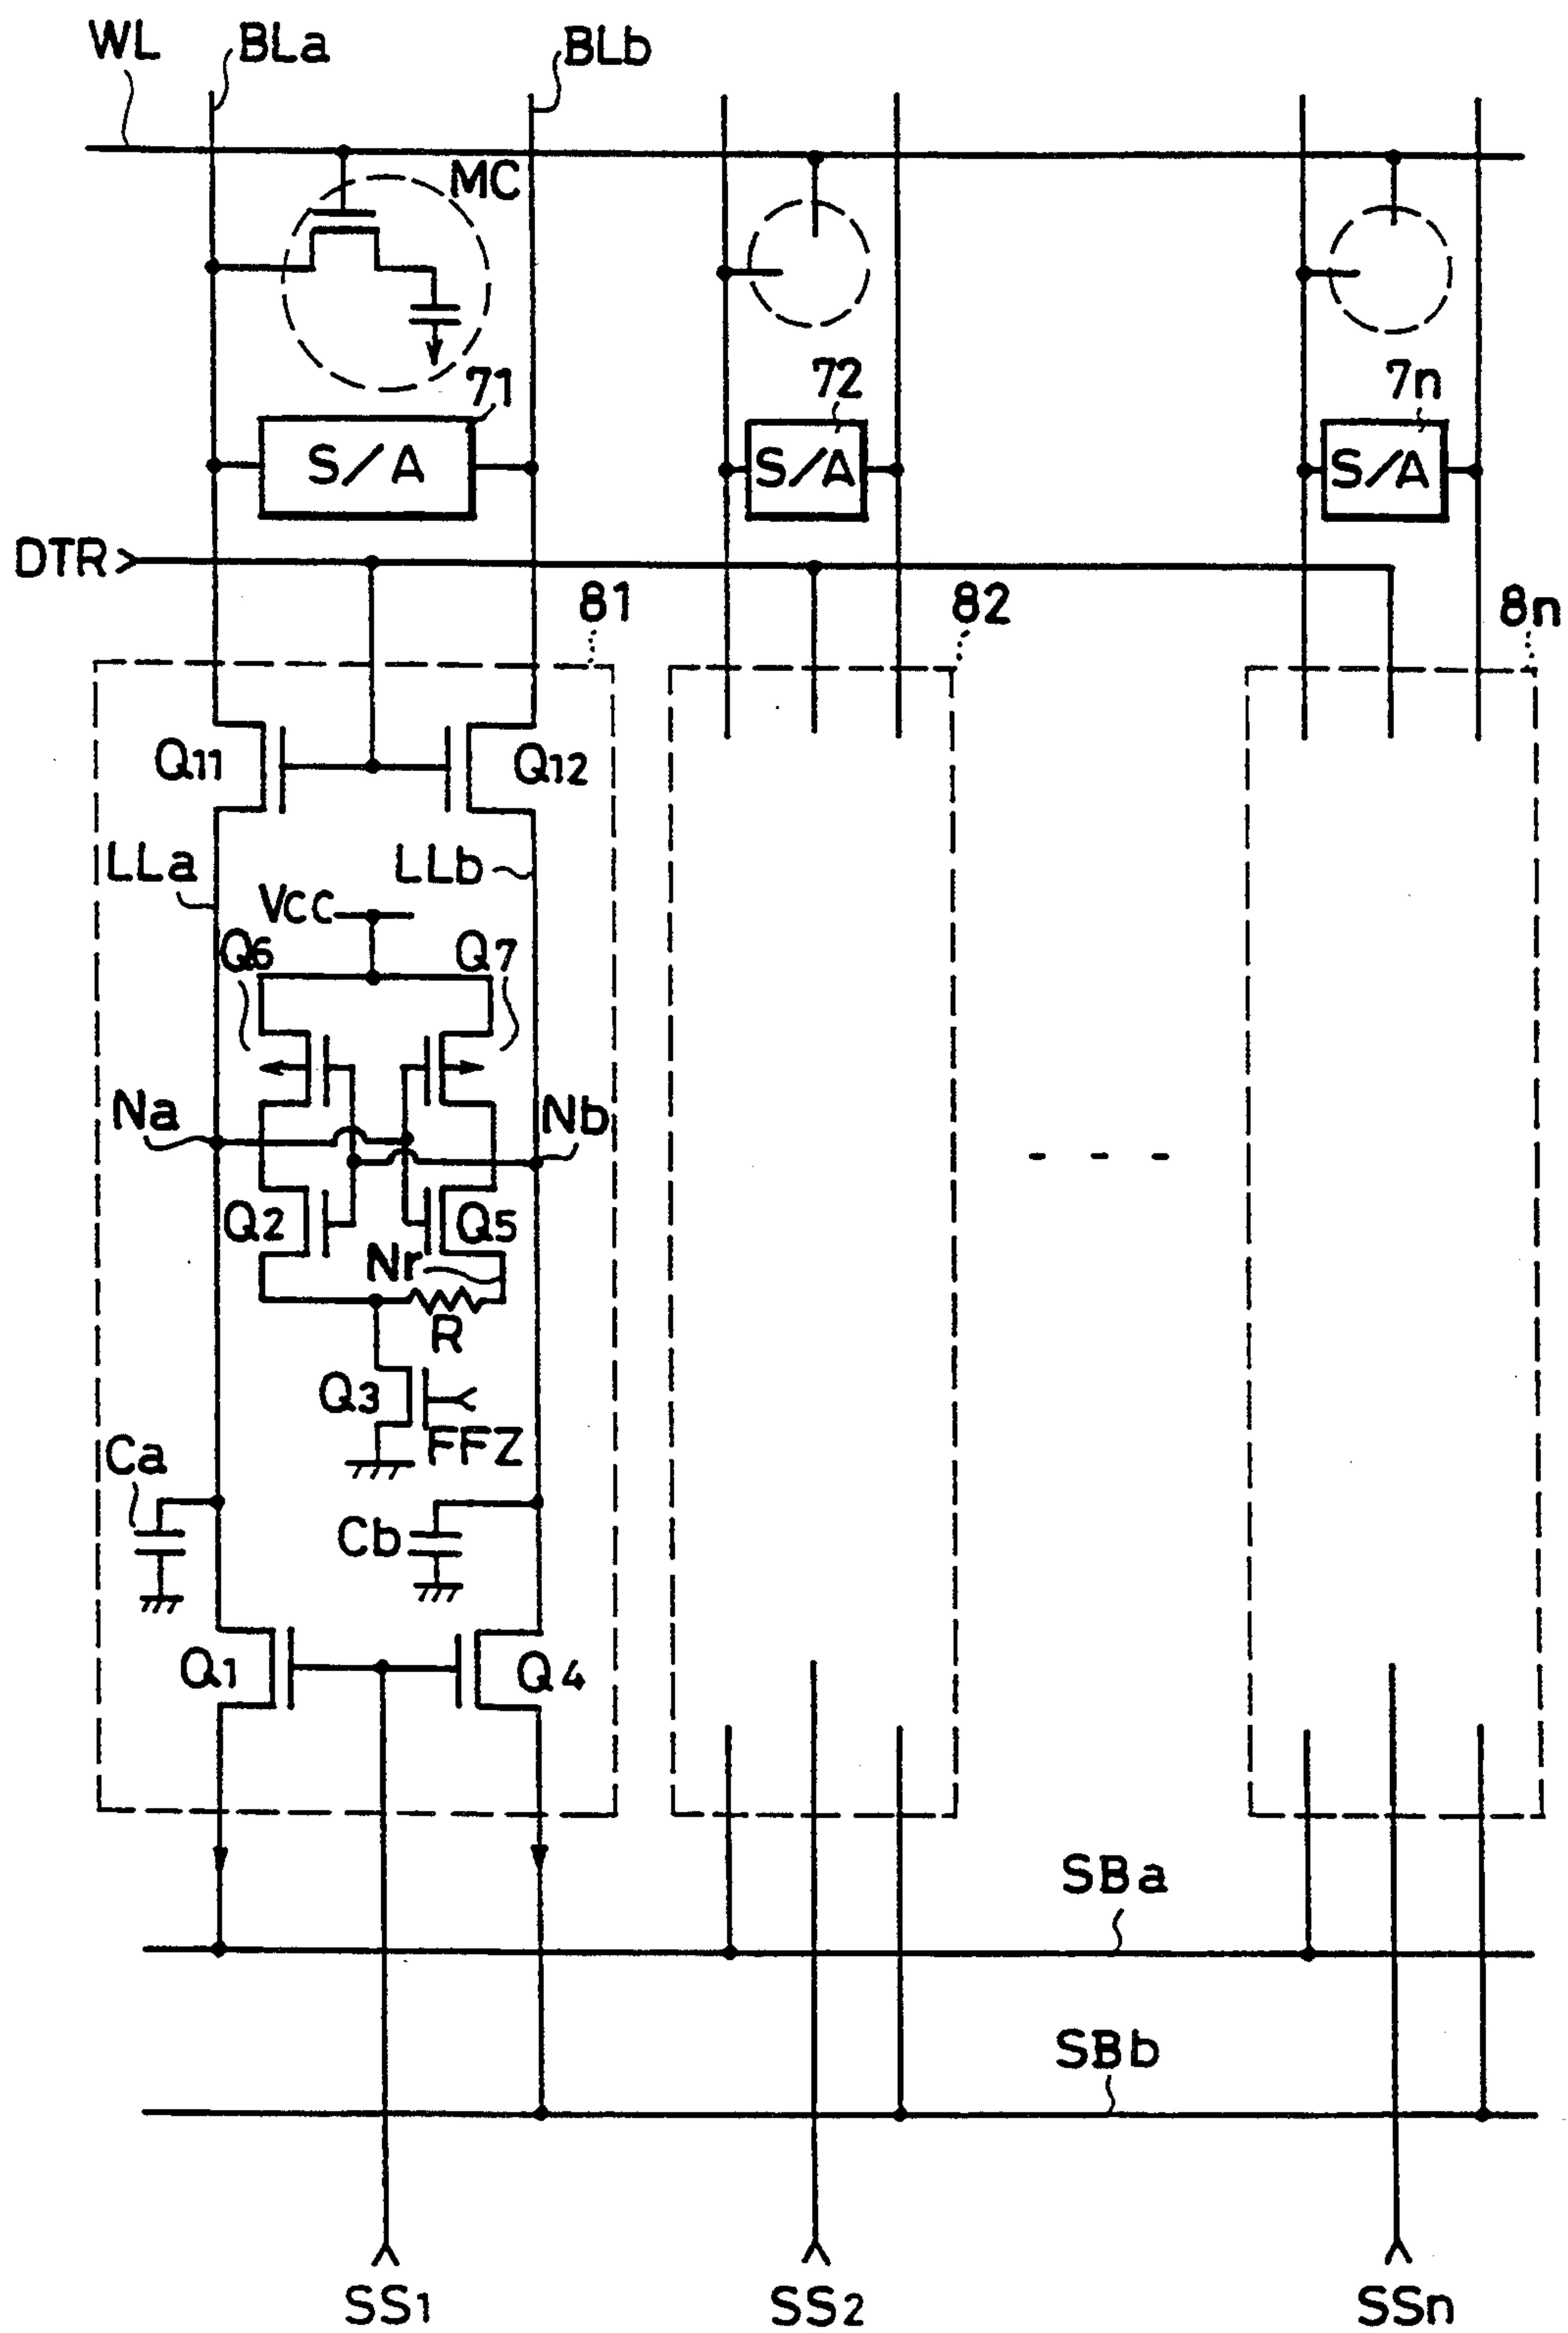 WL BLa BLb
MC
71 72 7n
S/A S/A S/A
DTR
81 82 8n
Q11 Q12
LLa LLb
Vcc
Q6 Q7
Na Nb
Q2 Q5
Nr
R
Q3
FFZ
Ca
Cb
Q1 Q4
SBa
SBb
SS1 SS2 SSn